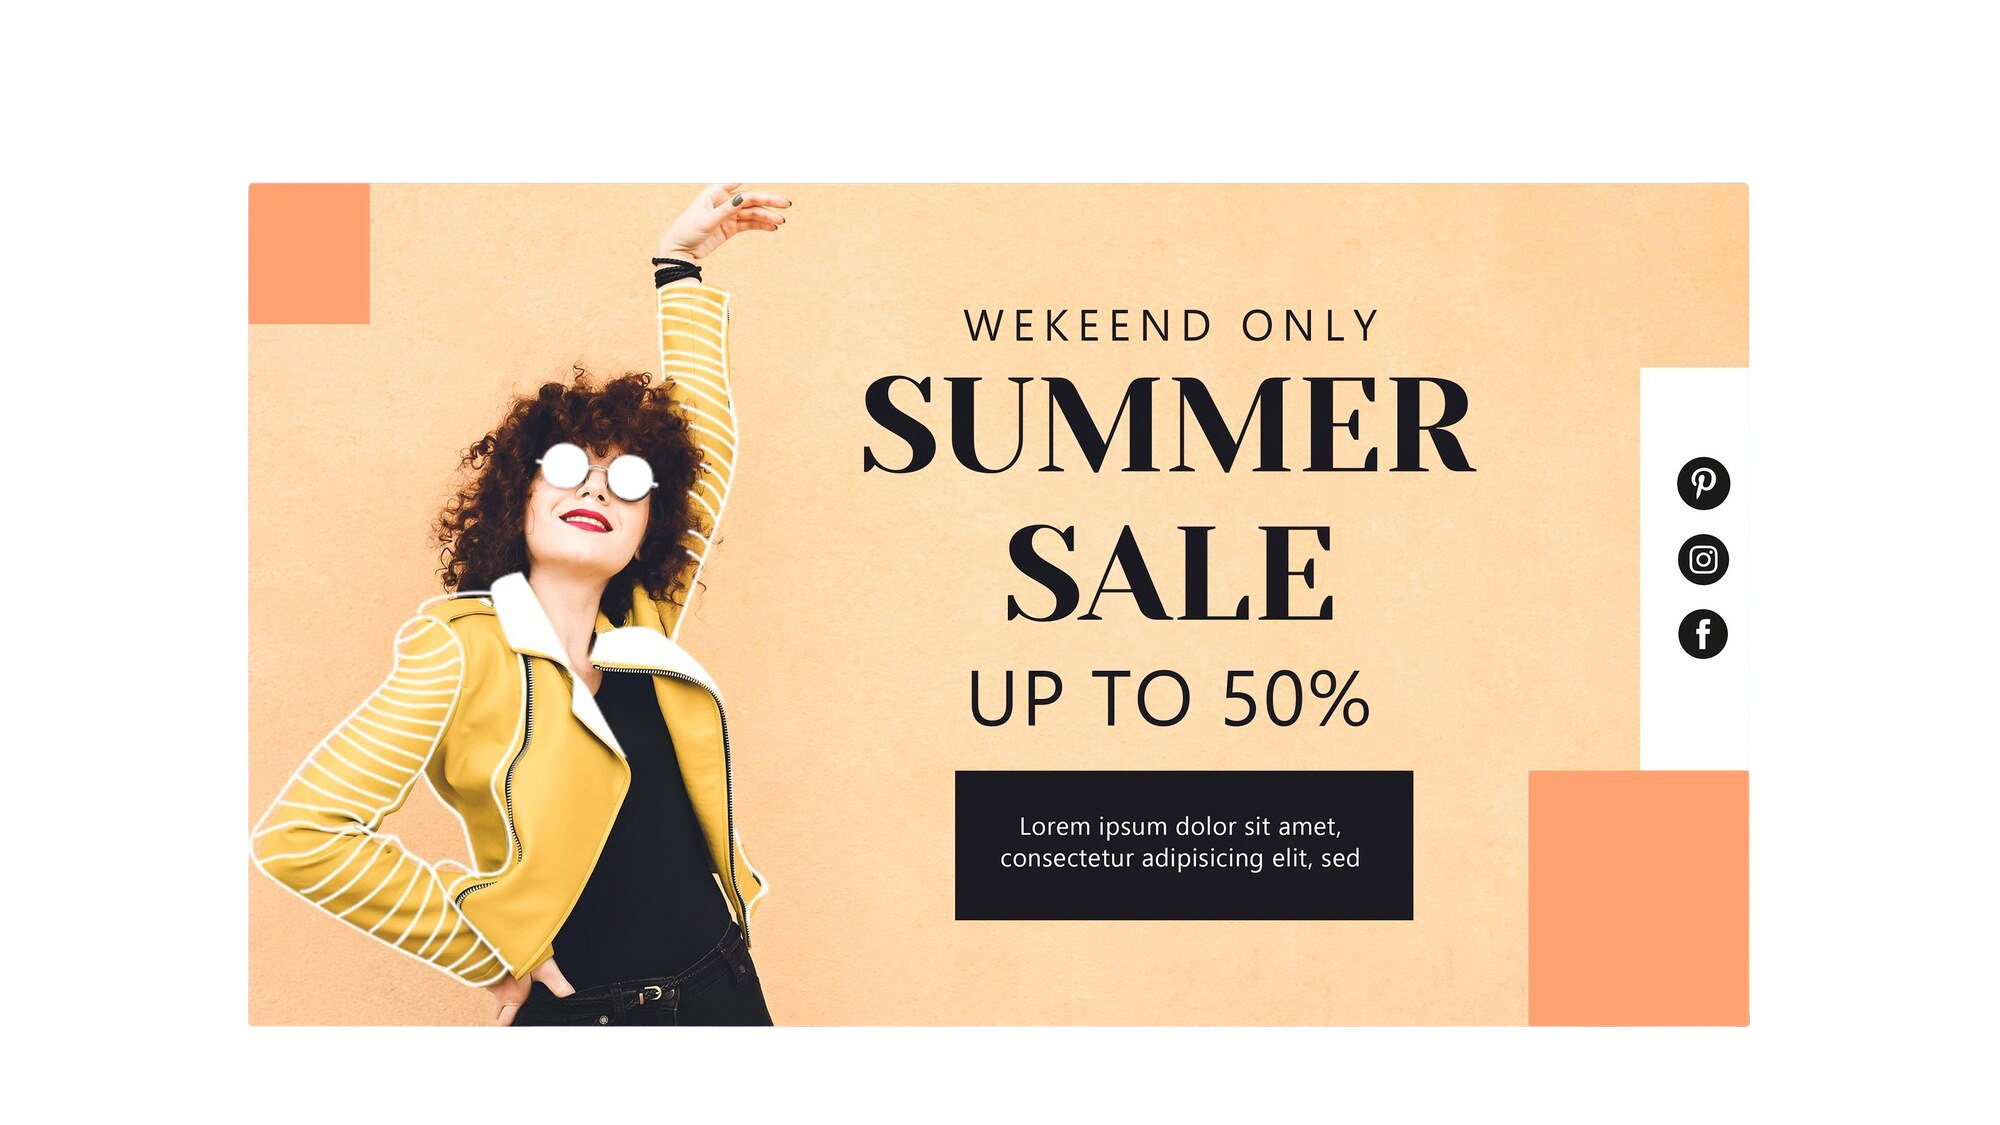 WEKEEND ONLY
SUMMER
SALE
UP TO 50%
Lorem ipsum dolor sit amet,
consectetur adipisicing elit, sed